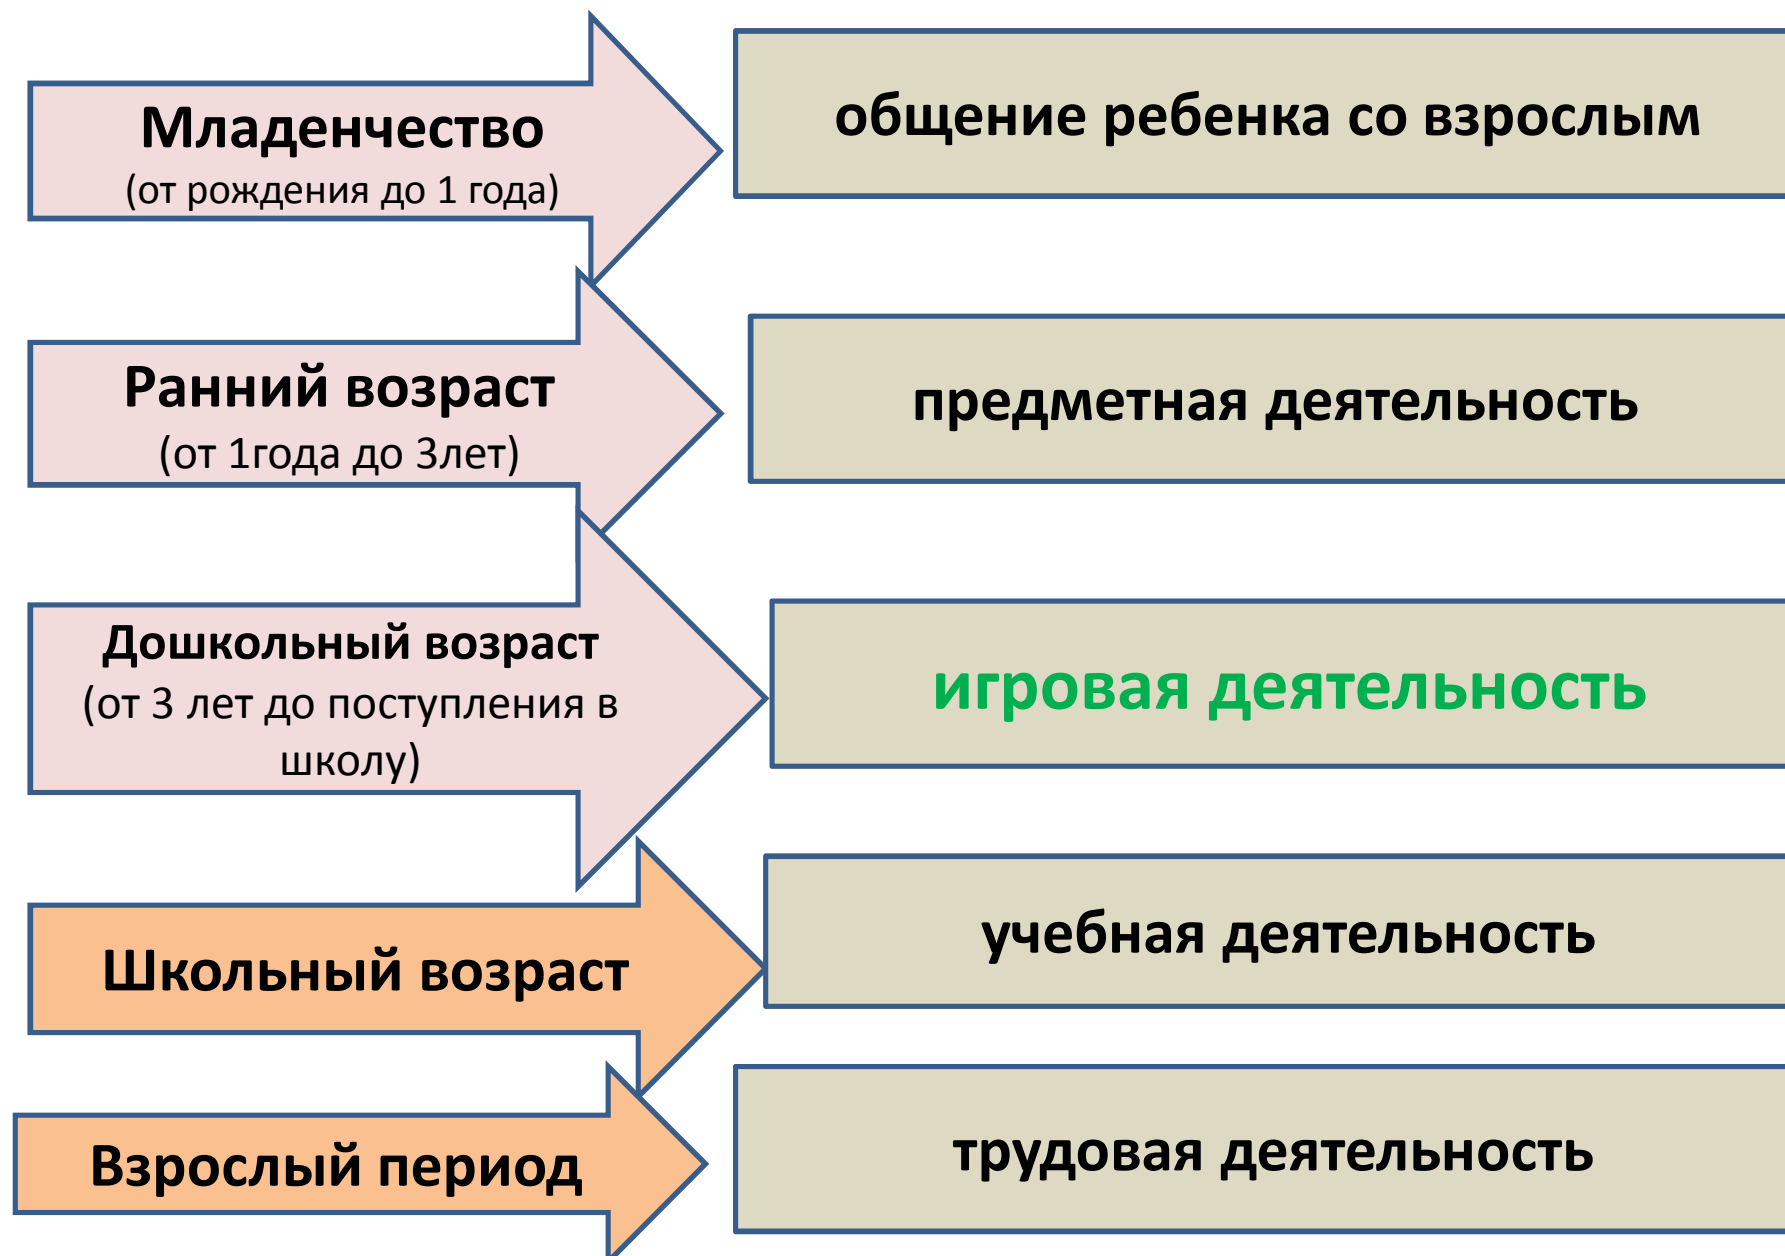 Младенчество
(от рождения до 1 года)
общение ребенка со взрослым
Ранний возраст
(от 1года до 3лет)
предметная деятельность
Дошкольный возраст
(от 3 лет до поступления в
школу)
игровая деятельность
Школьный возраст
учебная деятельность
Взрослый период
трудовая деятельность